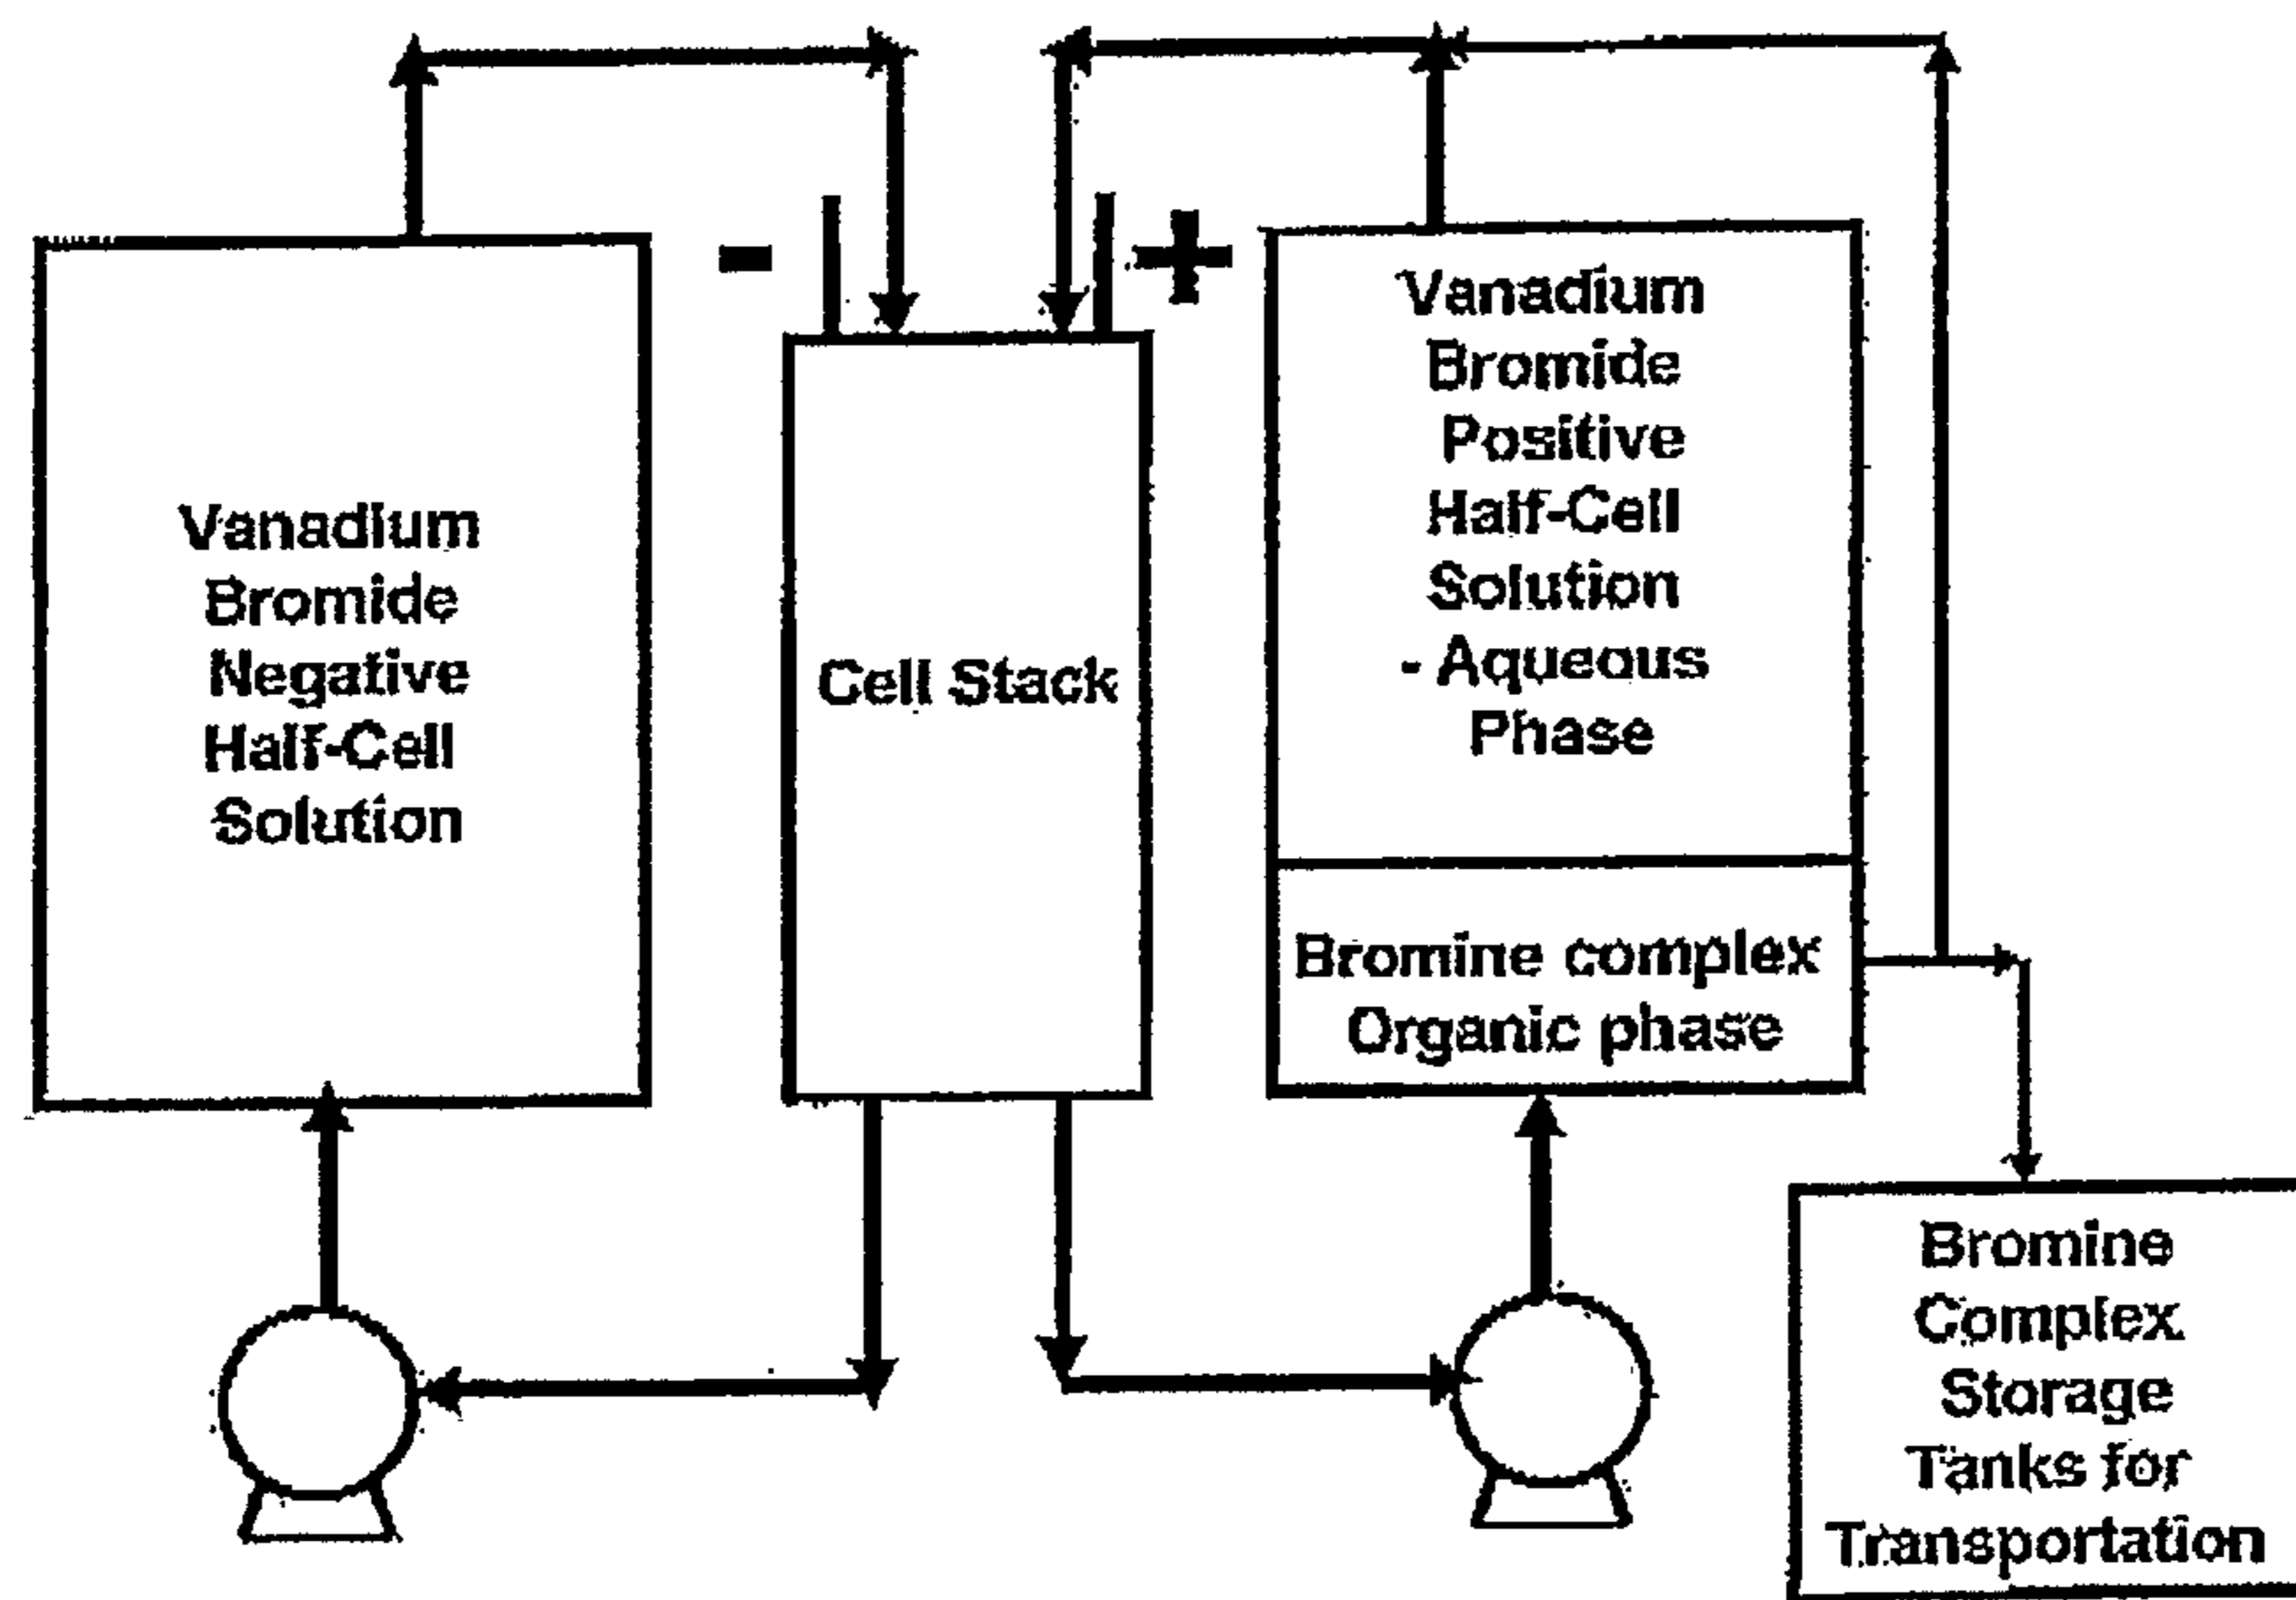 Vanadium
Bromide
Negative
Half-Cell
Solution
-
+
Cell Stack
Vanadium
Bromide
Positive
Half-Cell
Solution
- Aqueous
Phase
Bromine complex
Organic phase
Bromine
Complex
Storage
Tanks for
Transportation